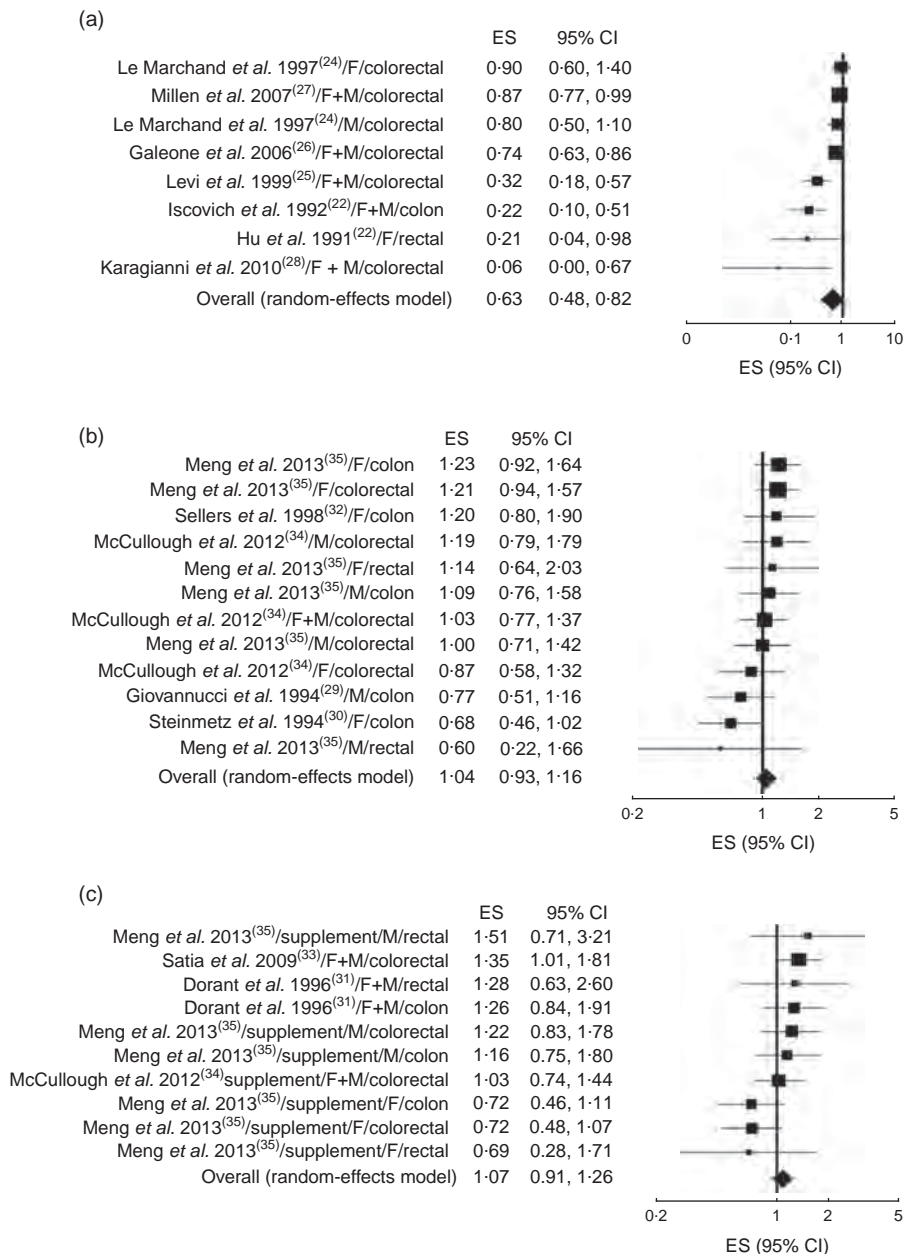 (a)
ES 95% CI
Le Marchand et al. 1997(24)/F/colorectal 0·90 0·60, 1·40
Millen et al. 2007(27)/F+M/colorectal 0·87 0·77, 0·99
Le Marchand et al. 1997(24)/M/colorectal 0·80 0·50, 1·10
Galeone et al. 2006(26)/F+M/colorectal 0·74 0·63, 0·86
Levi et al. 1999(25)/F+M/colorectal 0·32 0·18, 0·57
Iscovich et al. 1992(22)/F+M/colon 0·22 0·10, 0·51
Hu et al. 1991(22)/F/rectal 0·21 0·04, 0·98
Karagianni et al. 2010(28)/F + M/colorectal 0·06 0·00, 0·67
Overall (random-effects model) 0·63 0·48, 0·82
0 0·1 1 10
ES (95% CI)
(b)
ES 95% CI
Meng et al. 2013(35)/F/colon 1·23 0·92, 1·64
Meng et al. 2013(35)/F/colorectal 1·21 0·94, 1·57
Sellers et al. 1998(32)/F/colon 1·20 0·80, 1·90
McCullough et al. 2012(34)/M/colorectal 1·19 0·79, 1·79
Meng et al. 2013(35)/F/rectal 1·14 0·64, 2·03
Meng et al. 2013(35)/M/colon 1·09 0·76, 1·58
McCullough et al. 2012(34)/F+M/colorectal 1·03 0·77, 1·37
Meng et al. 2013(35)/M/colorectal 1·00 0·71, 1·42
McCullough et al. 2012(34)/F/colorectal 0·87 0·58, 1·32
Giovannucci et al. 1994(29)/M/colon 0·77 0·51, 1·16
Steinmetz et al. 1994(30)/F/colon 0·68 0·46, 1·02
Meng et al. 2013(35)/M/rectal 0·60 0·22, 1·66
Overall (random-effects model) 1·04 0·93, 1·16
0·2 1 2 5
ES (95% CI)
(c)
ES 95% CI
Meng et al. 2013(35)/supplement/M/rectal 1·51 0·71, 3·21
Satia et al. 2009(33)/F+M/colorectal 1·35 1·01, 1·81
Dorant et al. 1996(31)/F+M/rectal 1·28 0·63, 2·60
Dorant et al. 1996(31)/F+M/colon 1·26 0·84, 1·91
Meng et al. 2013(35)/supplement/M/colorectal 1·22 0·83, 1·78
Meng et al. 2013(35)/supplement/M/colon 1·16 0·75, 1·80
McCullough et al. 2012(34)supplement/F+M/colorectal 1·03 0·74, 1·44
Meng et al. 2013(35)/supplement/F/colon 0·72 0·46, 1·11
Meng et al. 2013(35)/supplement/F/colorectal 0·72 0·48, 1·07
Meng et al. 2013(35)/supplement/F/rectal 0·69 0·28, 1·71
Overall (random-effects model) 1·07 0·91, 1·26
0·2 1 2 5
ES (95% CI)